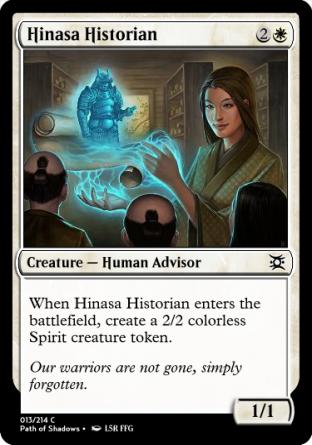 Hinasa Historian 2
Creature — Human Advisor
When Hinasa Historian enters the
battlefield, create a 2/2 colorless
Spirit creature token.
Our warriors are not gone, simply
forgotten.
1/1
013/214 C
Path of Shadows • L5R FFG